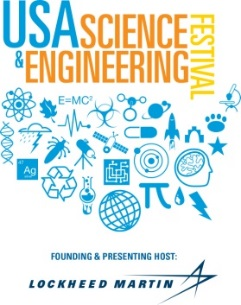 USA SCIENCE
& ENGINEERING
FESTIVAL
E=MC²
47
Ag
π
FOUNDING & PRESENTING HOST:
LOCKHEED MARTIN